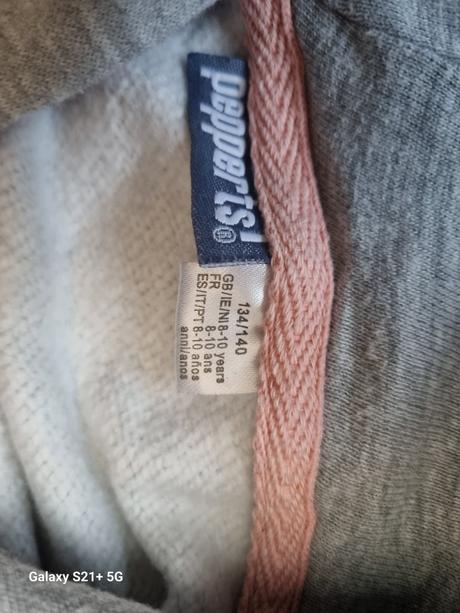 pepperts!
®
134/140
GB/IE/NI 8-10 years
FR 8-10 ans
ES/IT/PT 8-10 años
anni/anos
Galaxy S21+ 5G